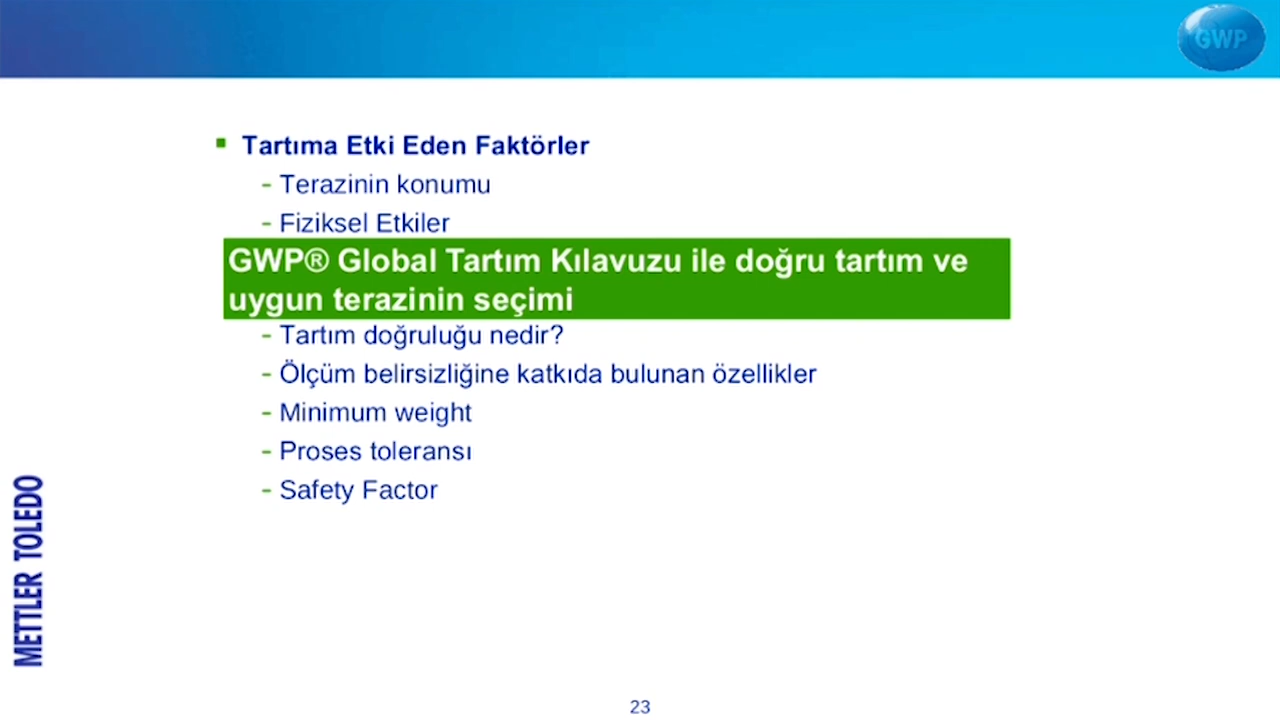 GWP
▪ Tartıma Etki Eden Faktörler
- Terazinin konumu
- Fiziksel Etkiler
GWP® Global Tartım Kılavuzu ile doğru tartım ve
uygun terazinin seçimi
- Tartım doğruluğu nedir?
- Ölçüm belirsizliğine katkıda bulunan özellikler
- Minimum weight
- Proses toleransı
- Safety Factor
METTLER TOLEDO
23